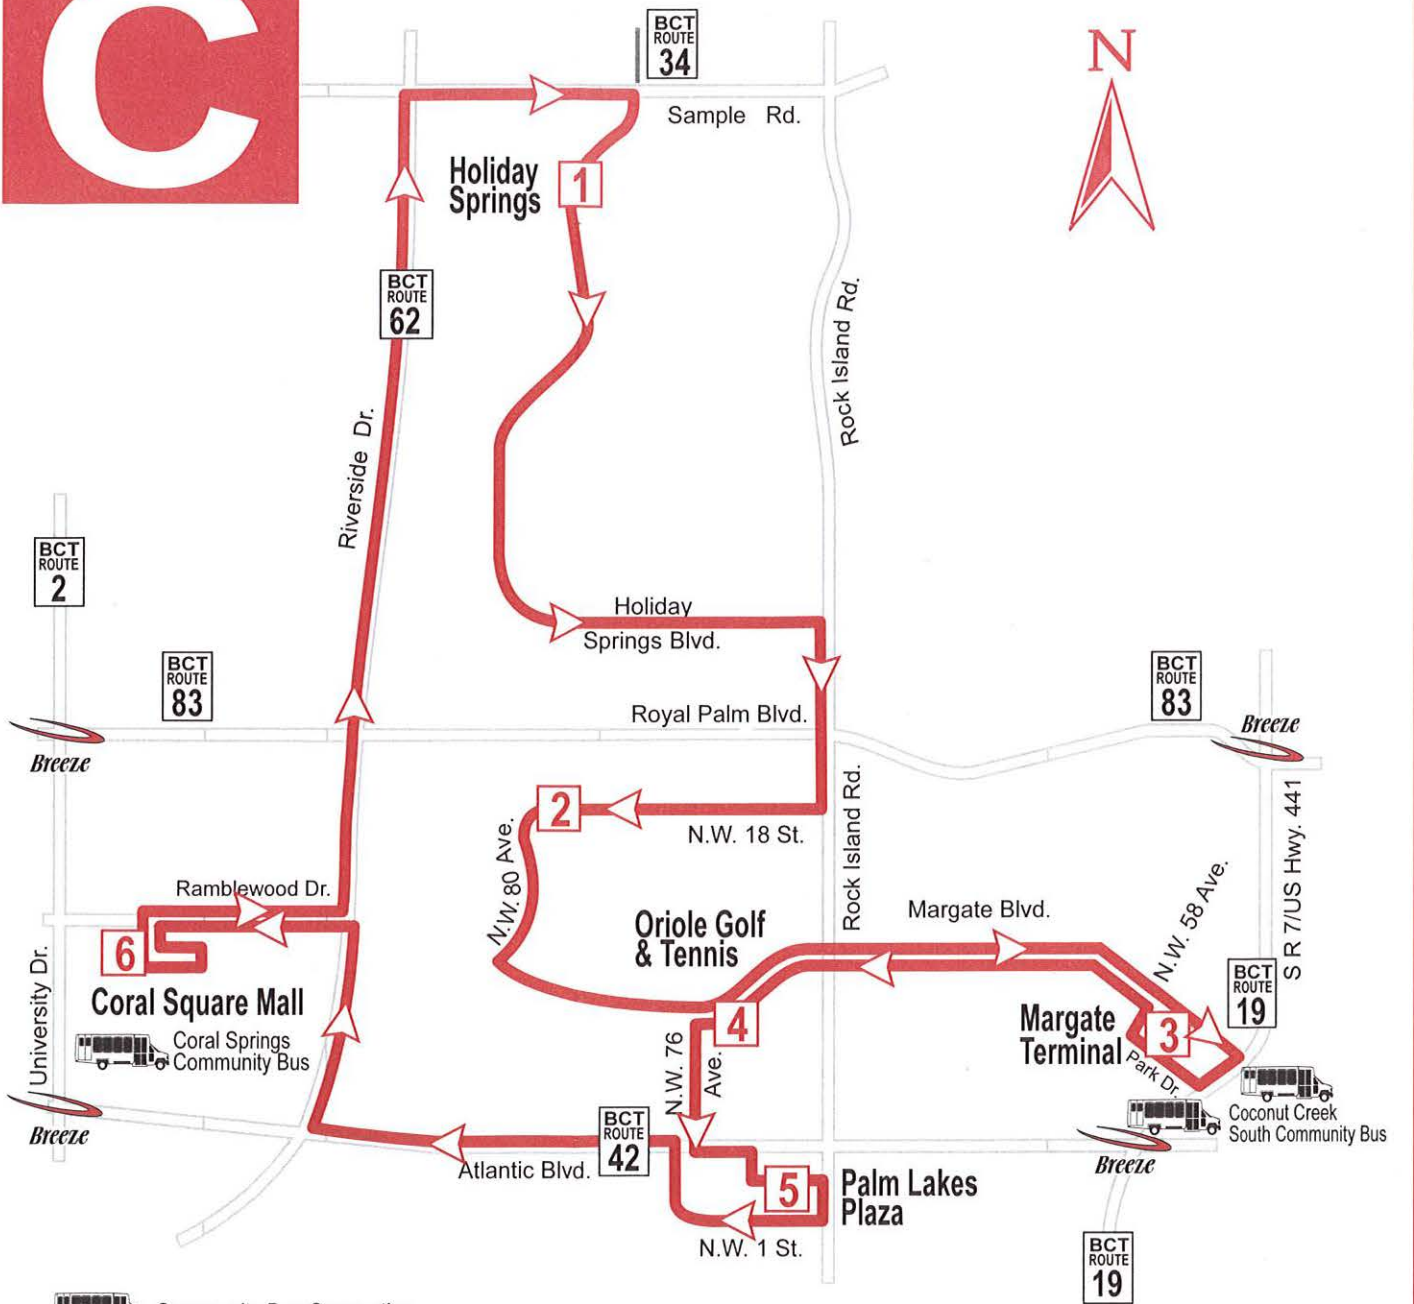 C
BCT
ROUTE
34
N
Sample Rd.
Holiday
Springs
1
BCT
ROUTE
62
Rock Island Rd.
Riverside Dr.
BCT
ROUTE
2
Holiday
Springs Blvd.
BCT
ROUTE
83
BCT
ROUTE
83
Royal Palm Blvd.
Breeze
Breeze
2
N.W. 18 St.
N.W. 80 Ave.
Rock Island Rd.
S R 7/US Hwy. 441
N.W. 58 Ave.
Ramblewood Dr.
Margate Blvd.
Oriole Golf
& Tennis
6
University Dr.
BCT
ROUTE
19
Coral Square Mall
4
Margate
Terminal
3
Coral Springs
Community Bus
N.W. 76
Ave.
Park Dr.
Coconut Creek
South Community Bus
Breeze
BCT
ROUTE
42
Atlantic Blvd.
Breeze
5
Palm Lakes
Plaza
N.W. 1 St.
BCT
ROUTE
19